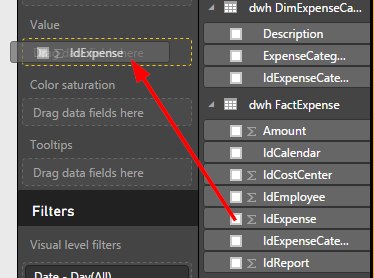 Value
IdExpense
Color saturation
Drag data fields here
Tooltips
Drag data fields here
Filters
Visual level filters
Date - Day(All)
dwh DimExpenseCa...
Description
ExpenseCateg...
IdExpenseCate...
dwh FactExpense
Amount
IdCalendar
IdCostCenter
IdEmployee
IdExpense
IdExpenseCate...
IdReport